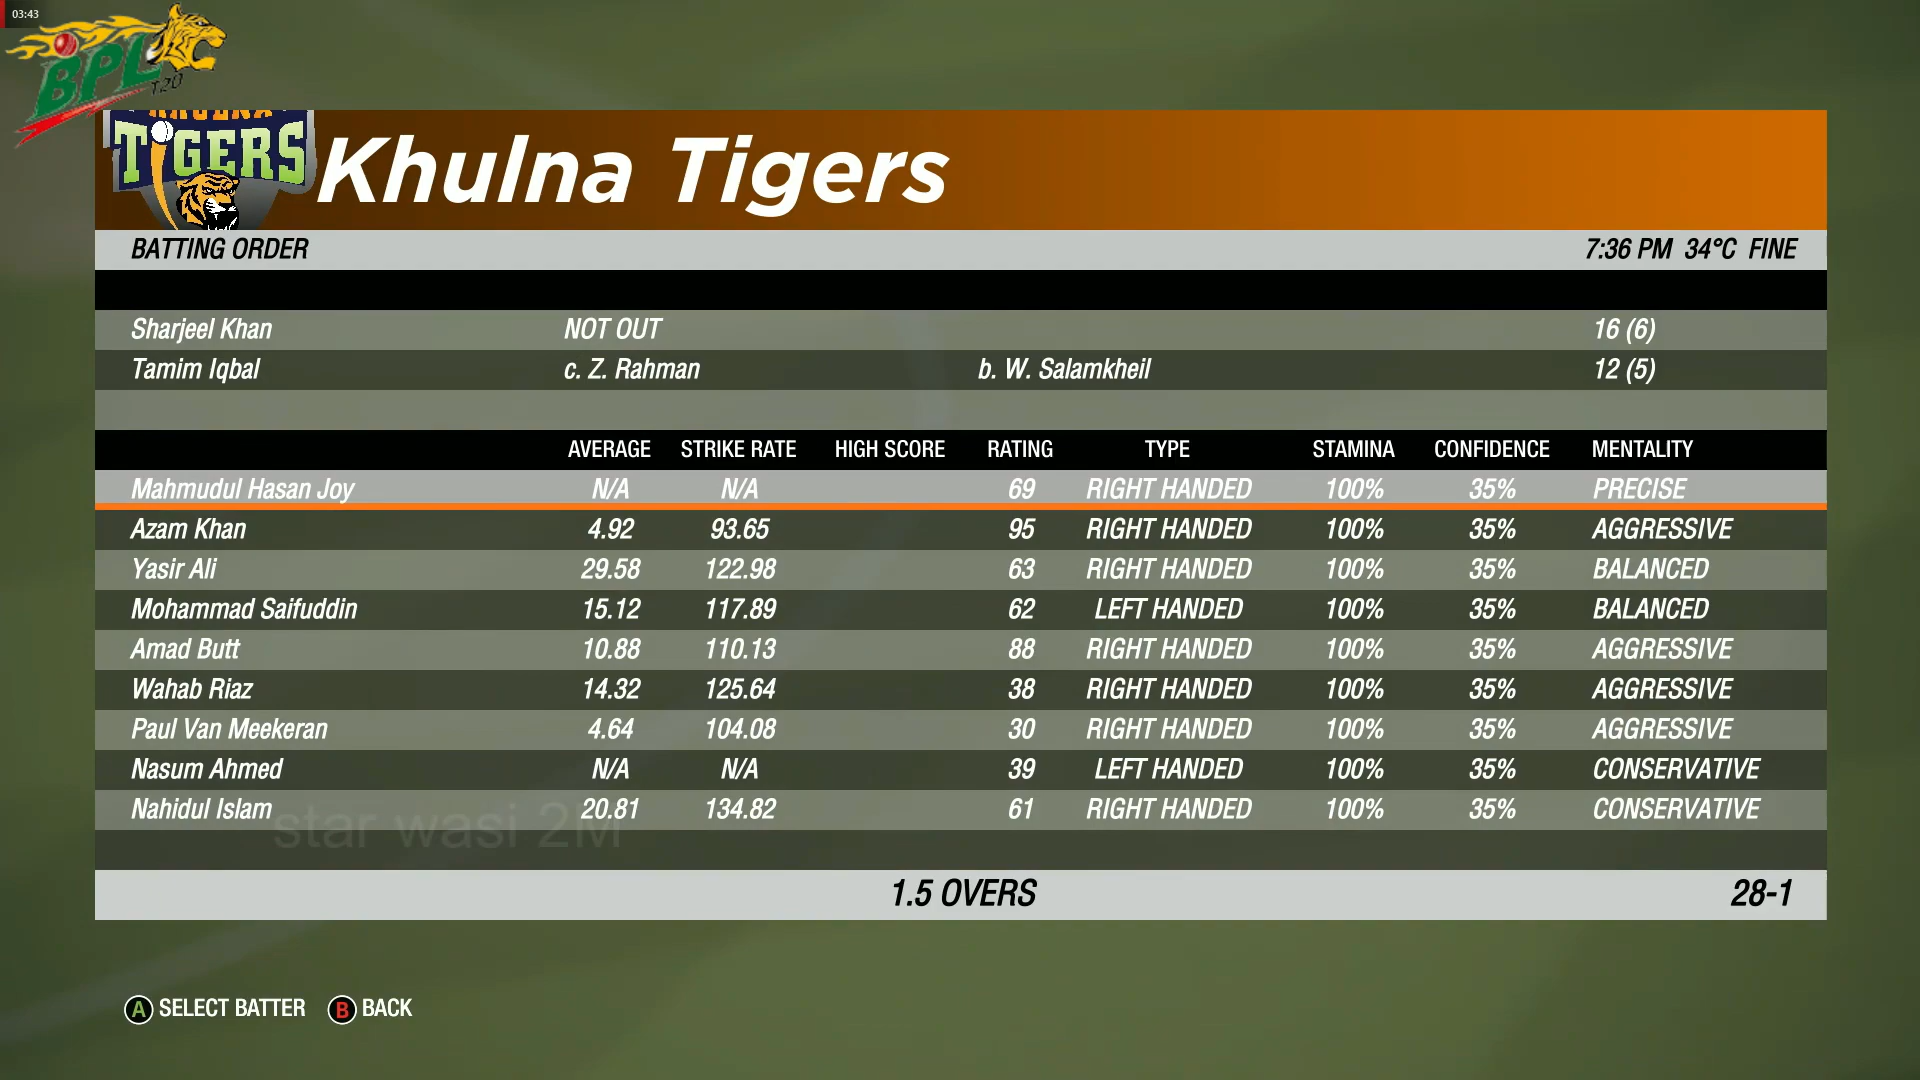 03:43
BPL
T20
KHULNA
TIGERS
Khulna Tigers
BATTING ORDER 7:36 PM 34°C FINE
Sharjeel Khan NOT OUT 16 (6)
Tamim Iqbal c. Z. Rahman b. W. Salamkheil 12 (5)
AVERAGE STRIKE RATE HIGH SCORE RATING TYPE STAMINA CONFIDENCE MENTALITY
Mahmudul Hasan Joy N/A N/A 69 RIGHT HANDED 100% 35% PRECISE
Azam Khan 4.92 93.65 95 RIGHT HANDED 100% 35% AGGRESSIVE
Yasir Ali 29.58 122.98 63 RIGHT HANDED 100% 35% BALANCED
Mohammad Saifuddin 15.12 117.89 62 LEFT HANDED 100% 35% BALANCED
Amad Butt 10.88 110.13 88 RIGHT HANDED 100% 35% AGGRESSIVE
Wahab Riaz 14.32 125.64 38 RIGHT HANDED 100% 35% AGGRESSIVE
Paul Van Meekeran 4.64 104.08 30 RIGHT HANDED 100% 35% AGGRESSIVE
Nasum Ahmed N/A N/A 39 LEFT HANDED 100% 35% CONSERVATIVE
Nahidul Islam 20.81 134.82 61 RIGHT HANDED 100% 35% CONSERVATIVE
star wasi 2M
1.5 OVERS 28-1
A SELECT BATTER B BACK